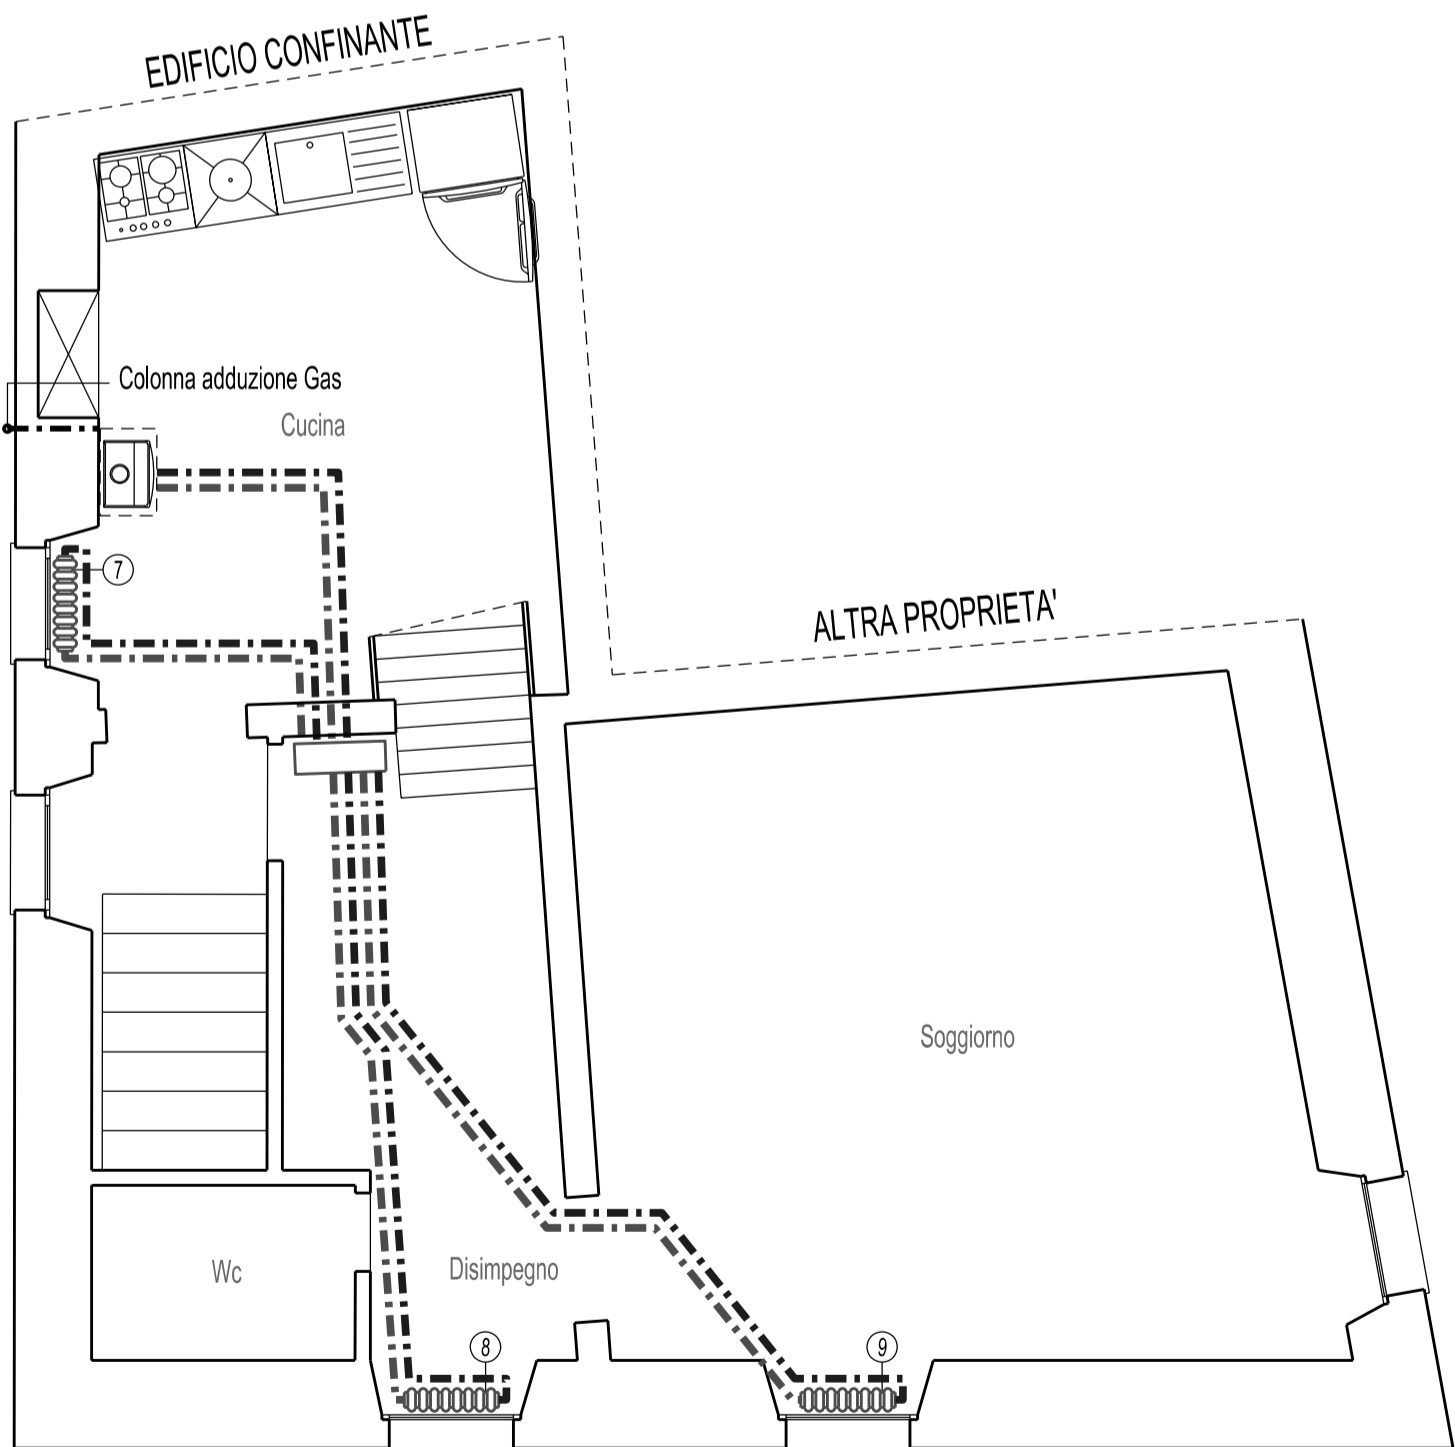 EDIFICIO CONFINANTE
Colonna adduzione Gas
Cucina
7
ALTRA PROPRIETA'
Soggiorno
Wc
Disimpegno
8
9